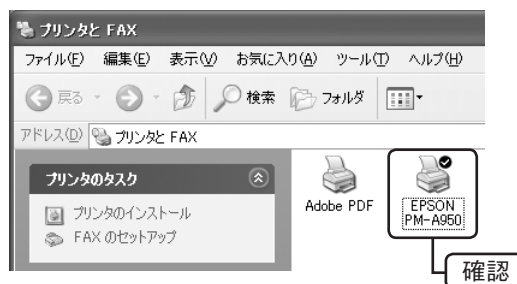 プリンタと FAX
ファイル(F) 編集(E) 表示(V) お気に入り(A) ツール(T) ヘルプ(H)
戻る 検索 フォルダ
アドレス(D) プリンタと FAX
プリンタのタスク
プリンタのインストール
FAX のセットアップ
Adobe PDF
EPSON
PM-A950
確認